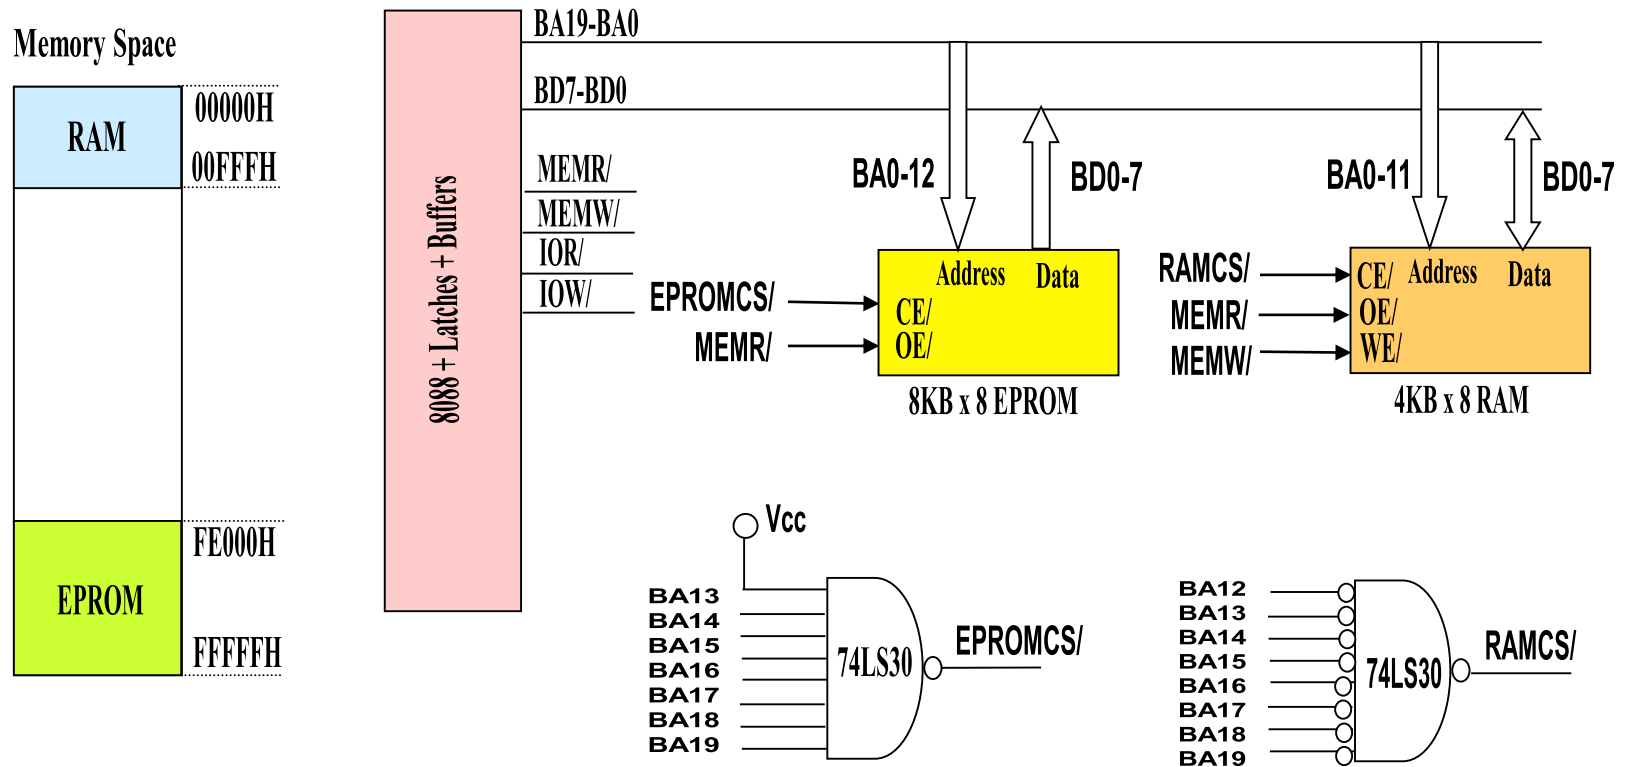 Memory Space
00000H
RAM
00FFFH
FE000H
EPROM
FFFFFH
8088 + Latches + Buffers
BA19-BA0
BD7-BD0
MEMR/
MEMW/
IOR/
IOW/
BA0-12
BD0-7
EPROMCS/
MEMR/
Address Data
CE/
OE/
8KB x 8 EPROM
BA0-11
BD0-7
RAMCS/
MEMR/
MEMW/
CE/ Address Data
OE/
WE/
4KB x 8 RAM
Vcc
BA13
BA14
BA15
BA16
BA17
BA18
BA19
74LS30
EPROMCS/
BA12
BA13
BA14
BA15
BA16
BA17
BA18
BA19
74LS30
RAMCS/